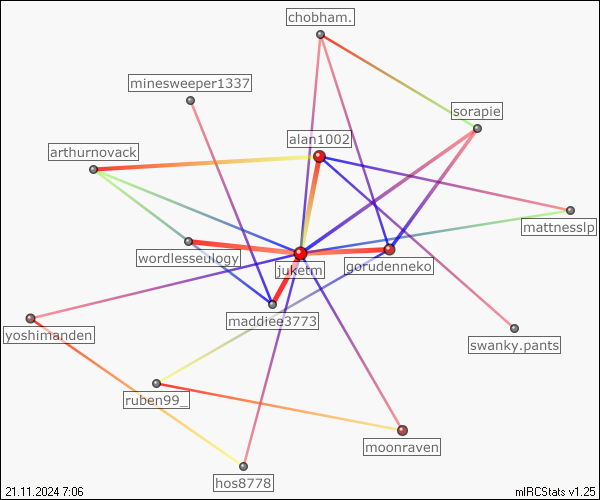 chobham.
minesweeper1337
sorapie
alan1002
arthurnovack
mattnesslp
wordlesseulogy
juketm
gorudenneko
maddiee3773
yoshimanden
swanky.pants
ruben99_
moonraven
hos8778
21.11.2024 7:06
mIRCStats v1.25